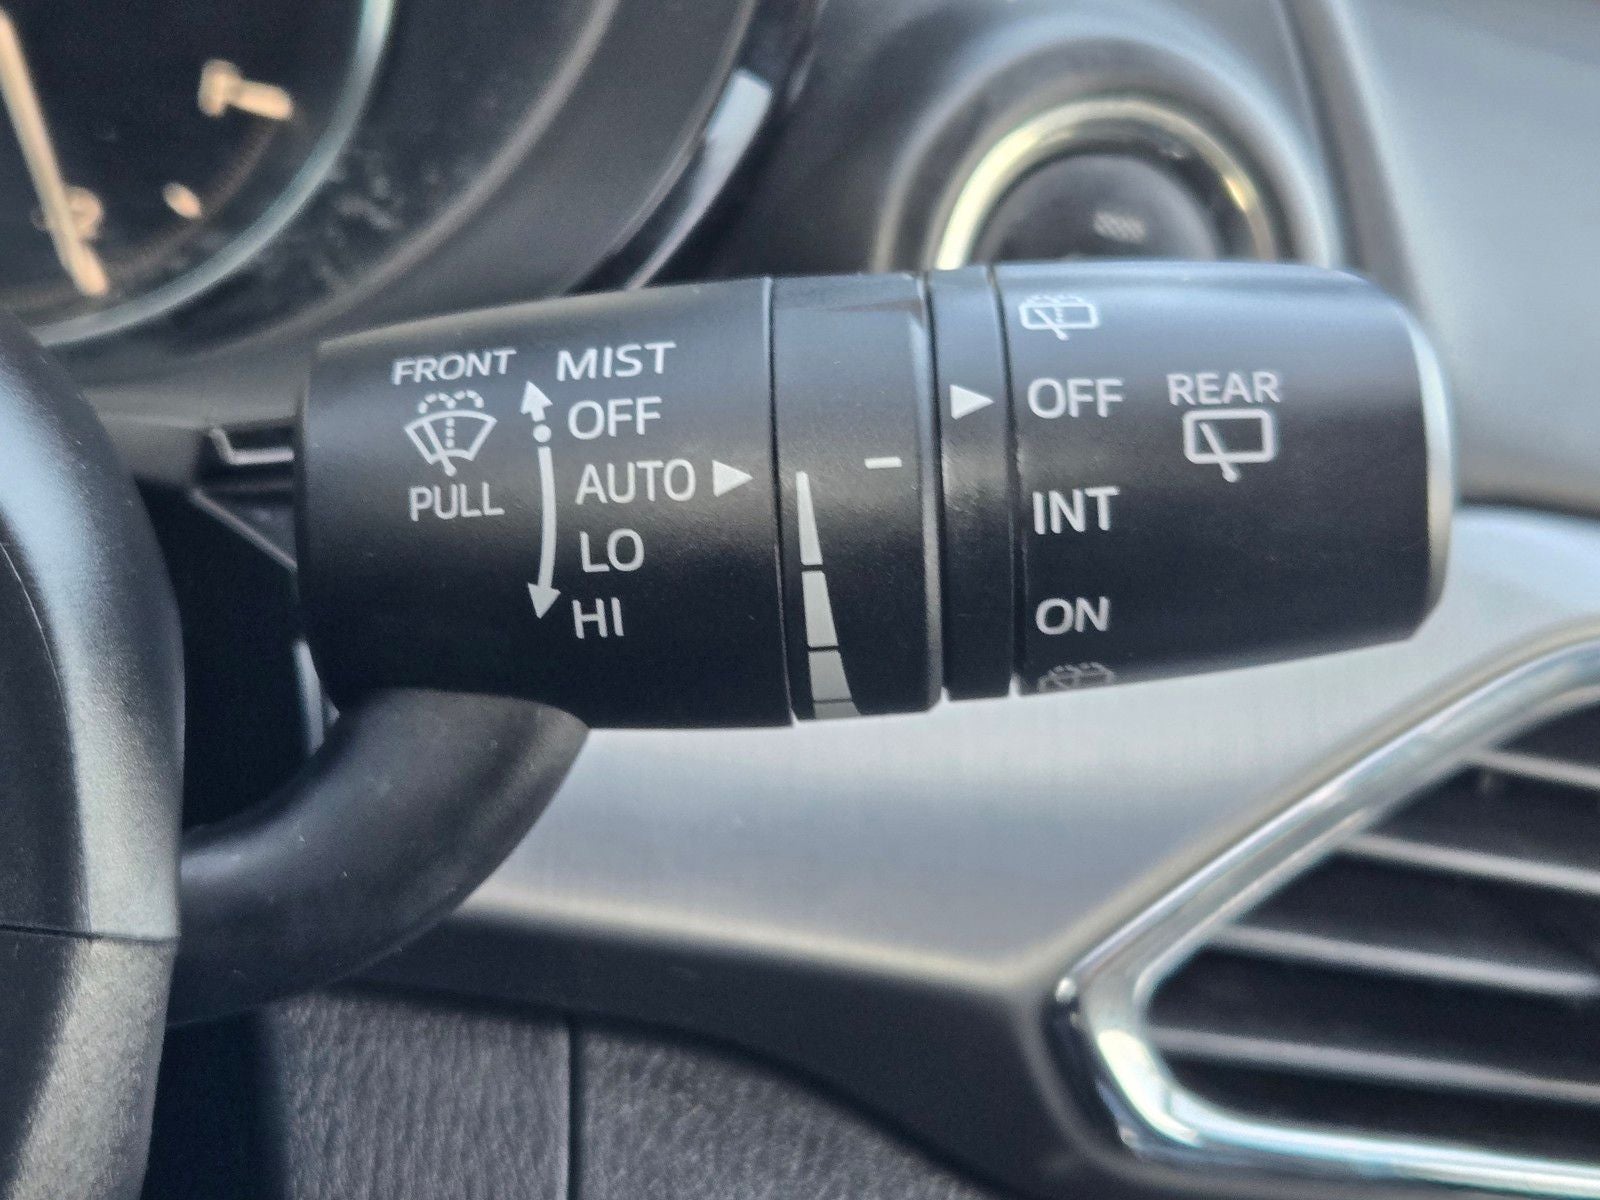 FRONT
PULL
MIST
OFF
AUTO
LO
HI
OFF
INT
ON
REAR